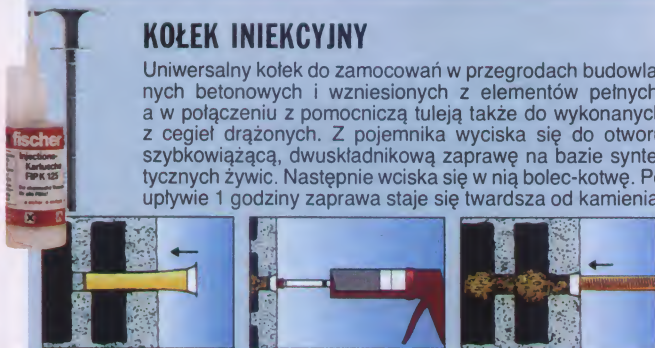 KOŁEK INIEKCYJNY
Uniwersalny kołek do zamocowań w przegrodach budowla
nych betonowych i wzniesionych z elementów pełnych
a w połączeniu z pomocniczą tuleją także do wykonanych
z cegieł drążonych. Z pojemnika wyciska się do otwor
szybkowiążącą, dwuskładnikową zaprawę na bazie synte
tycznych żywic. Następnie wciska się w nią bolec-kotwę. P
upływie 1 godziny zaprawa staje się twardsza od kamienia
fischer
Injections-
Kartusche
FIP K 125